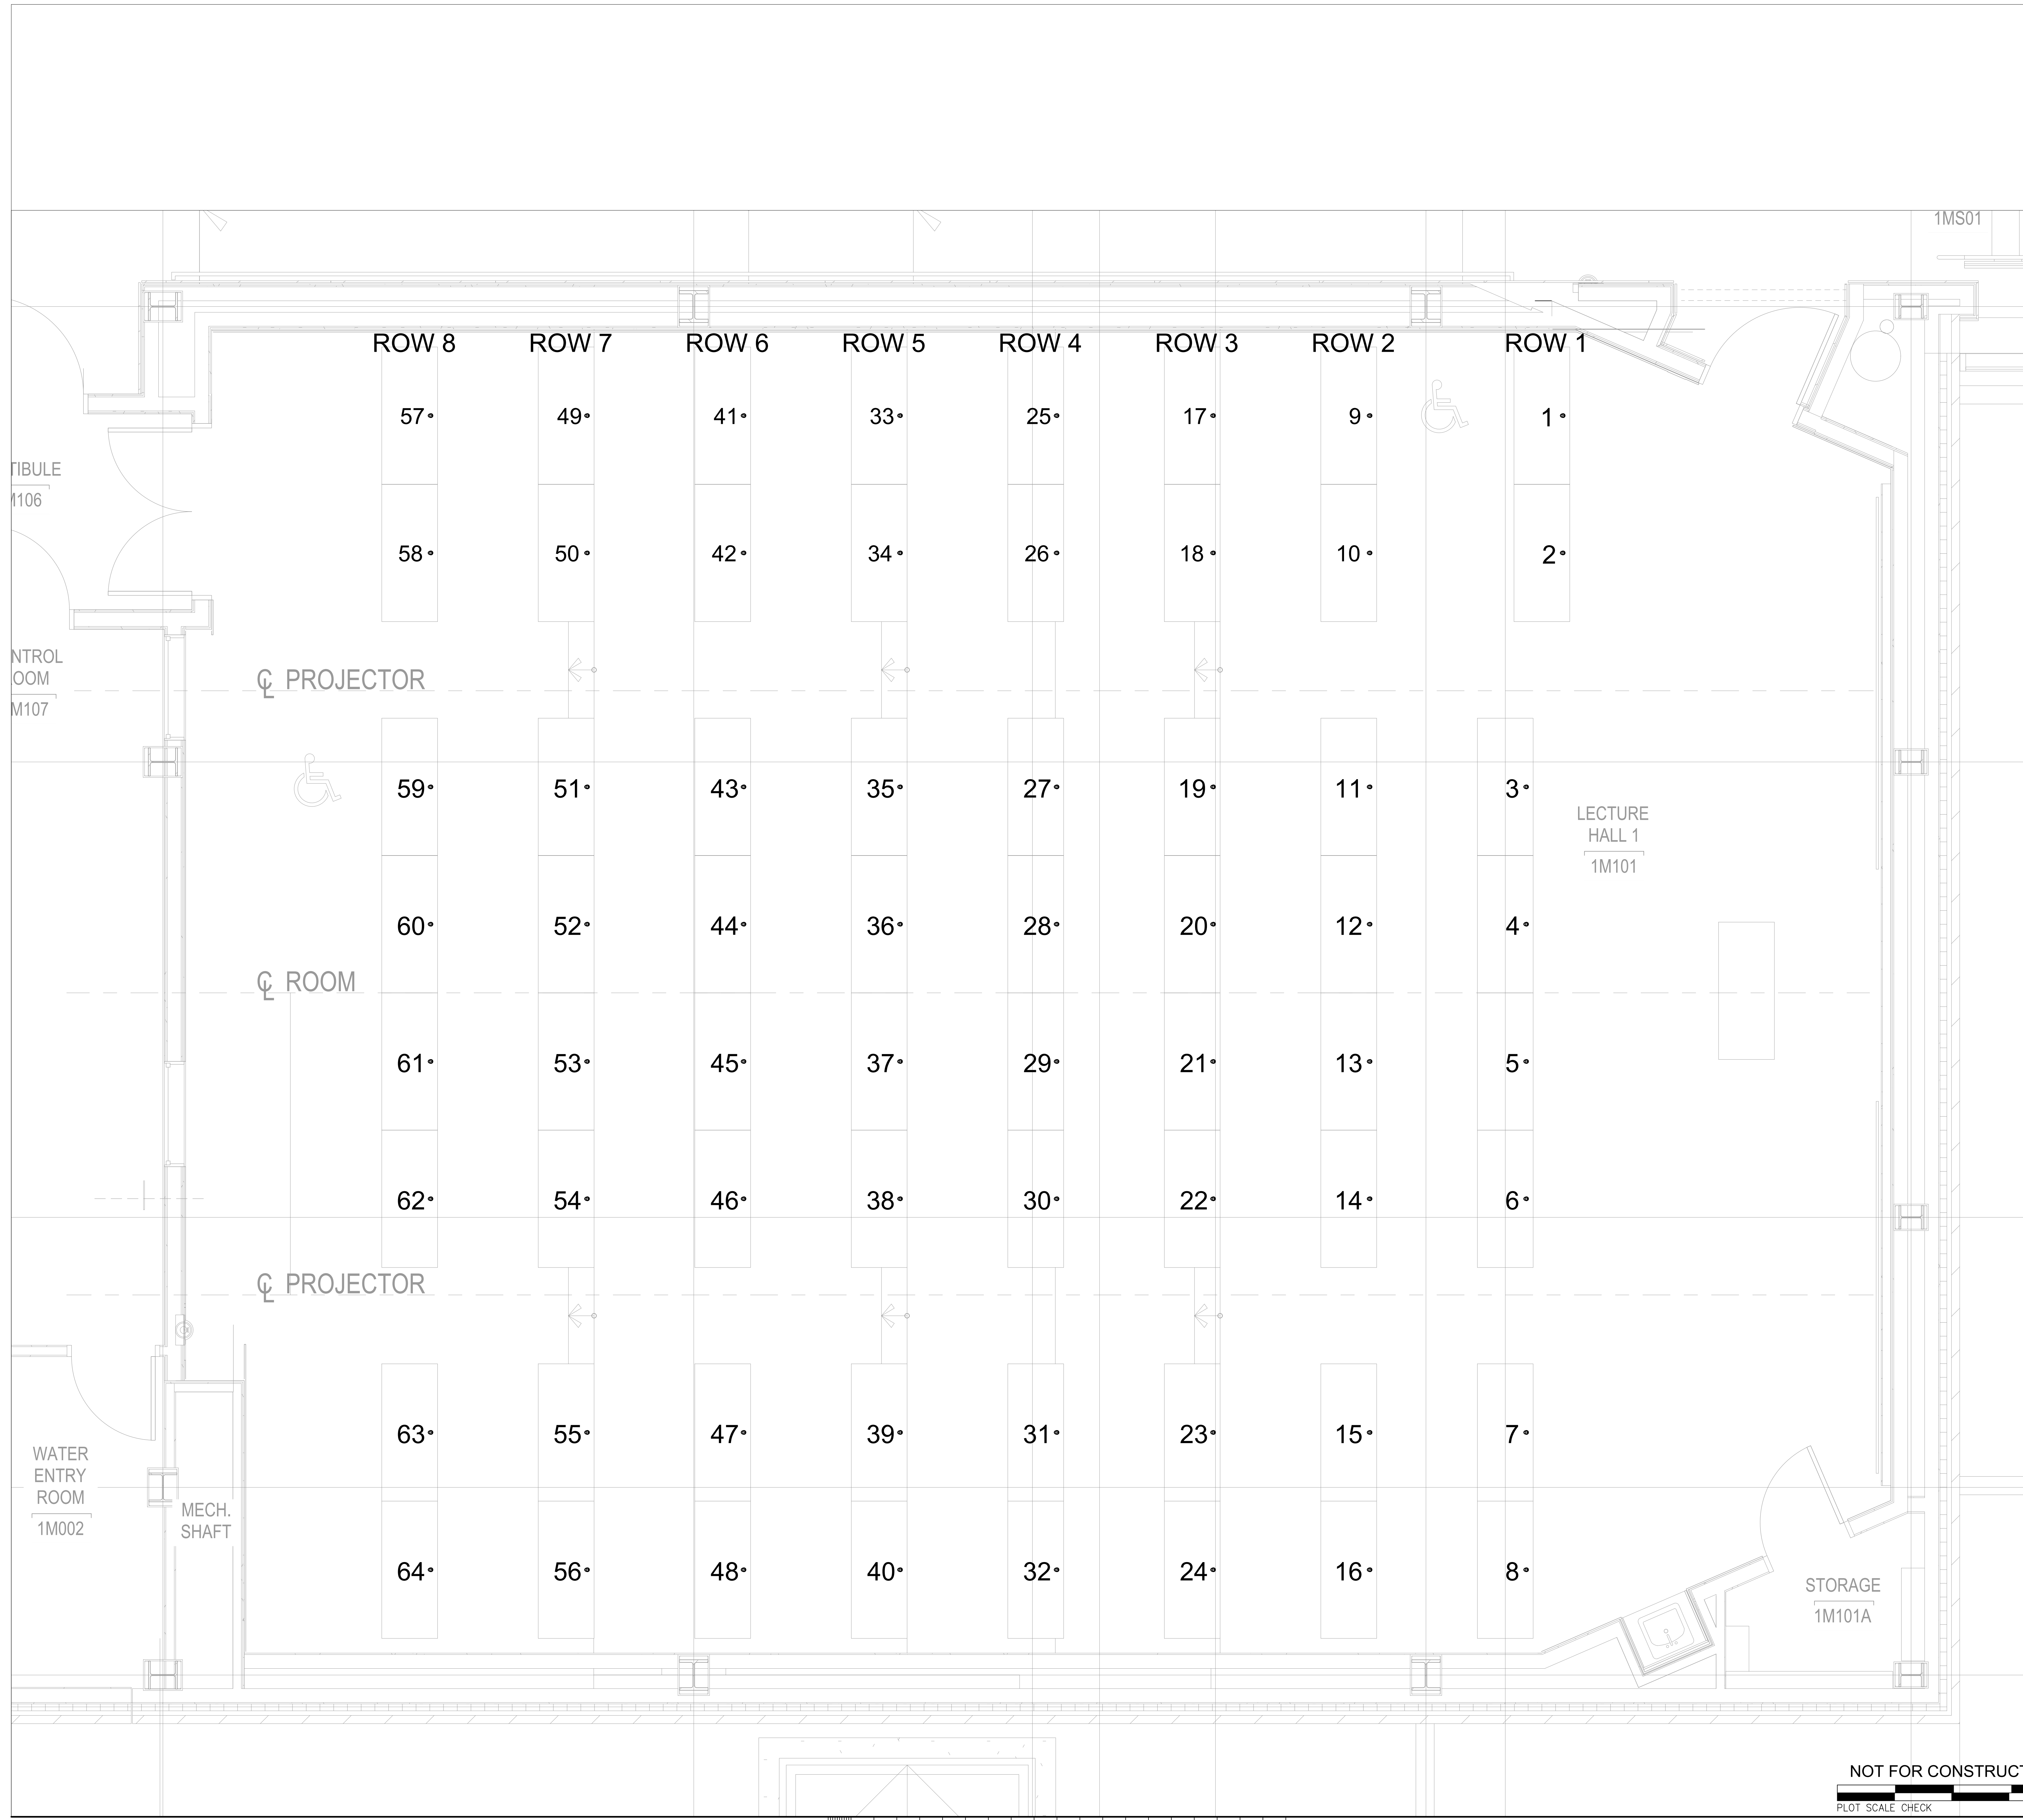 1MS01
ROW 8 ROW 7 ROW 6 ROW 5 ROW 4 ROW 3 ROW 2 ROW 1
57 49 41 33 25 17 9 1
TIBULE
M106
58 50 42 34 26 18 10 2
NTROL
OOM
M107
℄ PROJECTOR
59 51 43 35 27 19 11 3
LECTURE
HALL 1
1M101
60 52 44 36 28 20 12 4
℄ ROOM
61 53 45 37 29 21 13 5
62 54 46 38 30 22 14 6
℄ PROJECTOR
63 55 47 39 31 23 15 7
WATER
ENTRY
ROOM
1M002
MECH.
SHAFT
64 56 48 40 32 24 16 8
STORAGE
1M101A
NOT FOR CONSTRUCT
PLOT SCALE CHECK